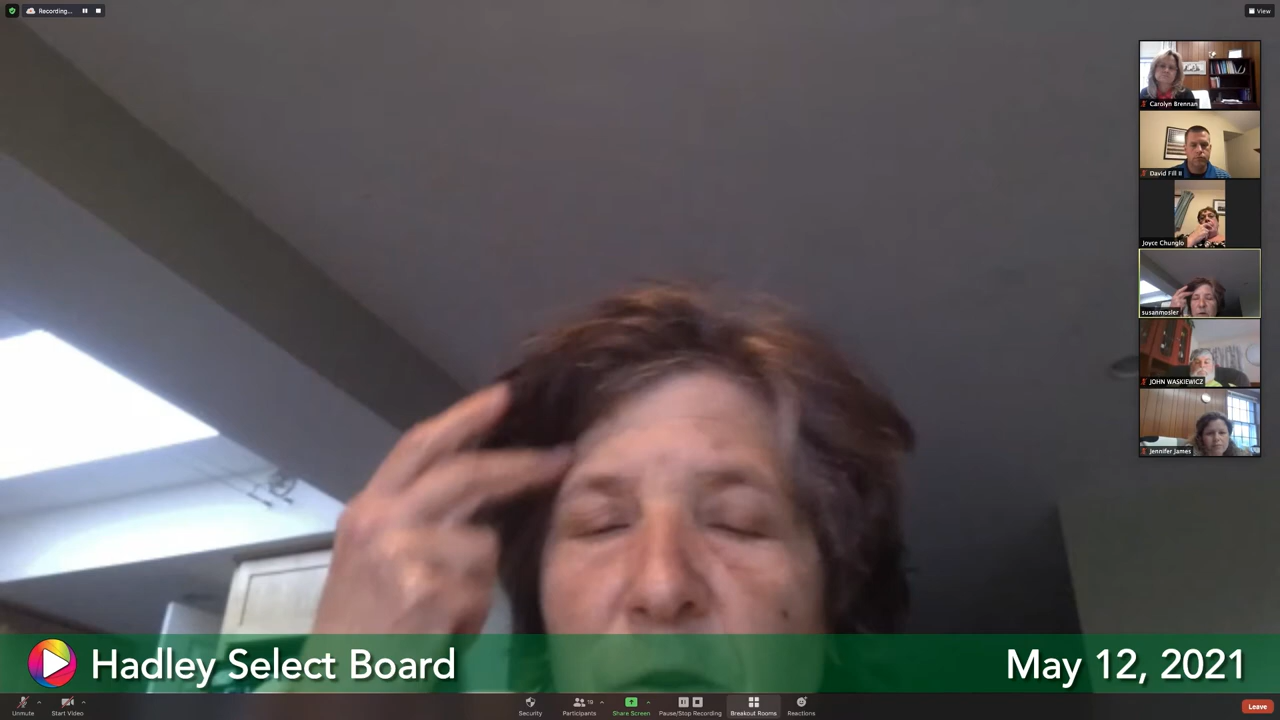 Recording...
View
Carolyn Brennan
David Fill II
Joyce Chunglo
susanmosler
JOHN WASKIEWICZ
Jennifer James
Hadley Select Board
May 12, 2021
Unmute
Start Video
Security
Participants
19
Share Screen
Pause/Stop Recording
Breakout Rooms
Reactions
Leave